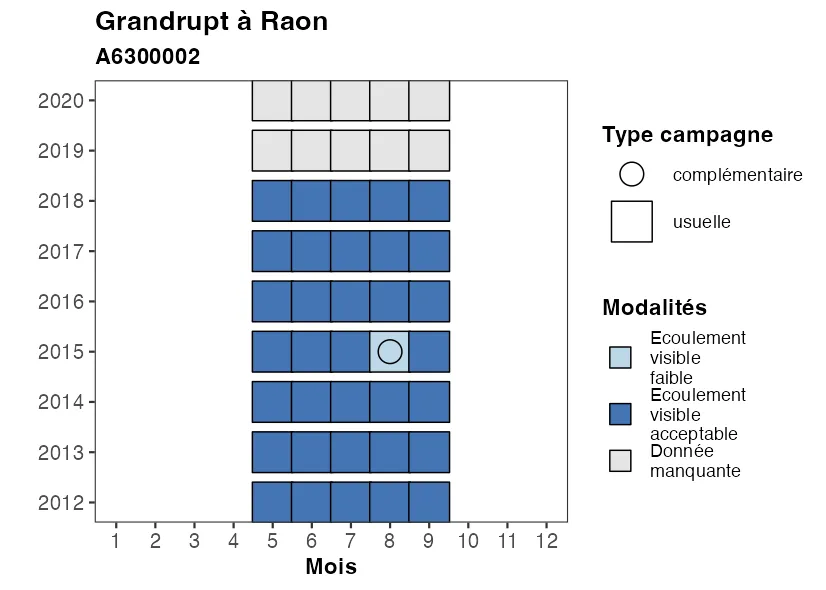 Grandrupt à Raon
A6300002
2020
2019
2018
2017
2016
2015
2014
2013
2012
1 2 3 4 5 6 7 8 9 10 11 12
Mois
Type campagne
complémentaire
usuelle
Modalités
Ecoulement
visible
faible
Ecoulement
visible
acceptable
Donnée
manquante